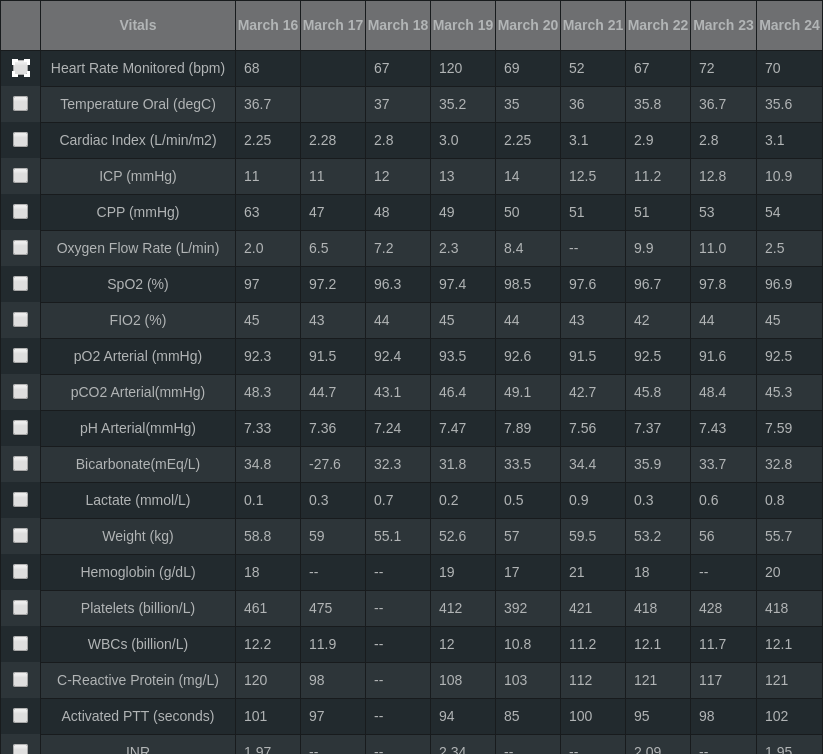 Vitals March 16 March 17 March 18 March 19 March 20 March 21 March 22 March 23 March 24
Heart Rate Monitored (bpm) 68 67 120 69 52 67 72 70
Temperature Oral (degC) 36.7 37 35.2 35 36 35.8 36.7 35.6
Cardiac Index (L/min/m2) 2.25 2.28 2.8 3.0 2.25 3.1 2.9 2.8 3.1
ICP (mmHg) 11 11 12 13 14 12.5 11.2 12.8 10.9
CPP (mmHg) 63 47 48 49 50 51 51 53 54
Oxygen Flow Rate (L/min) 2.0 6.5 7.2 2.3 8.4 -- 9.9 11.0 2.5
SpO2 (%) 97 97.2 96.3 97.4 98.5 97.6 96.7 97.8 96.9
FIO2 (%) 45 43 44 45 44 43 42 44 45
pO2 Arterial (mmHg) 92.3 91.5 92.4 93.5 92.6 91.5 92.5 91.6 92.5
pCO2 Arterial(mmHg) 48.3 44.7 43.1 46.4 49.1 42.7 45.8 48.4 45.3
pH Arterial(mmHg) 7.33 7.36 7.24 7.47 7.89 7.56 7.37 7.43 7.59
Bicarbonate(mEq/L) 34.8 -27.6 32.3 31.8 33.5 34.4 35.9 33.7 32.8
Lactate (mmol/L) 0.1 0.3 0.7 0.2 0.5 0.9 0.3 0.6 0.8
Weight (kg) 58.8 59 55.1 52.6 57 59.5 53.2 56 55.7
Hemoglobin (g/dL) 18 -- -- 19 17 21 18 -- 20
Platelets (billion/L) 461 475 -- 412 392 421 418 428 418
WBCs (billion/L) 12.2 11.9 -- 12 10.8 11.2 12.1 11.7 12.1
C-Reactive Protein (mg/L) 120 98 -- 108 103 112 121 117 121
Activated PTT (seconds) 101 97 -- 94 85 100 95 98 102
INR 1.97 -- -- 2.34 -- -- 2.09 -- 1.95